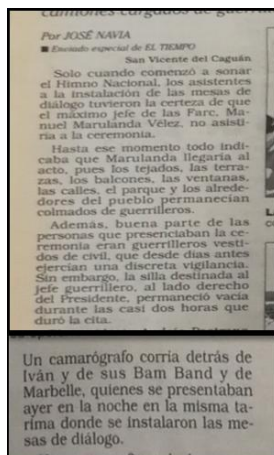 Por JOSÉ NAVIA
■ Enviado especial de EL TIEMPO
San Vicente del Caguán
Solo cuando comenzó a sonar
el Himno Nacional, los asistentes
a la instalación de las mesas de
diálogo tuvieron la certeza de que
el máximo jefe de las Farc, Ma-
nuel Marulanda Vélez, no asisti-
ría a la ceremonia.
Hasta ese momento todo indi-
caba que Marulanda llegaría al
acto, pues los tejados, las terra-
zas, los balcones, las ventanas,
las calles, el parque y los alrede-
dores del pueblo permanecían
colmados de guerrilleros.
Además, buena parte de las
personas que presenciaban la ce-
remonia eran guerrilleros vesti-
dos de civil, que desde días antes
ejercían una discreta vigilancia.
Sin embargo, la silla destinada al
jefe guerrillero, al lado derecho
del Presidente, permaneció vacía
durante las casi dos horas que
duró la cita.
Un camarógrafo corría detrás de
Iván y de sus Bam Band y de
Marbelle, quienes se presentaban
ayer en la noche en la misma ta-
rima donde se instalaron las me-
sas de diálogo.